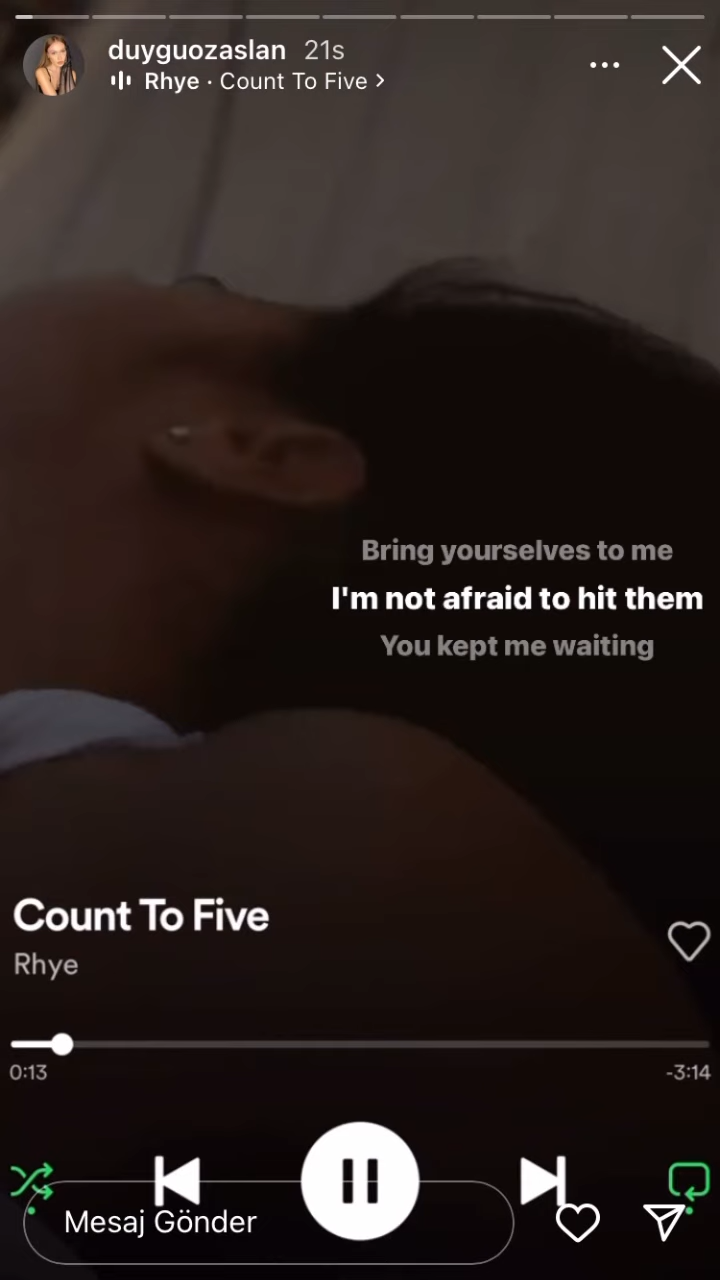 duyguozaslan 21s
Rhye · Count To Five >
Bring yourselves to me
I'm not afraid to hit them
You kept me waiting
Count To Five
Rhye
0:13
-3:14
Mesaj Gönder